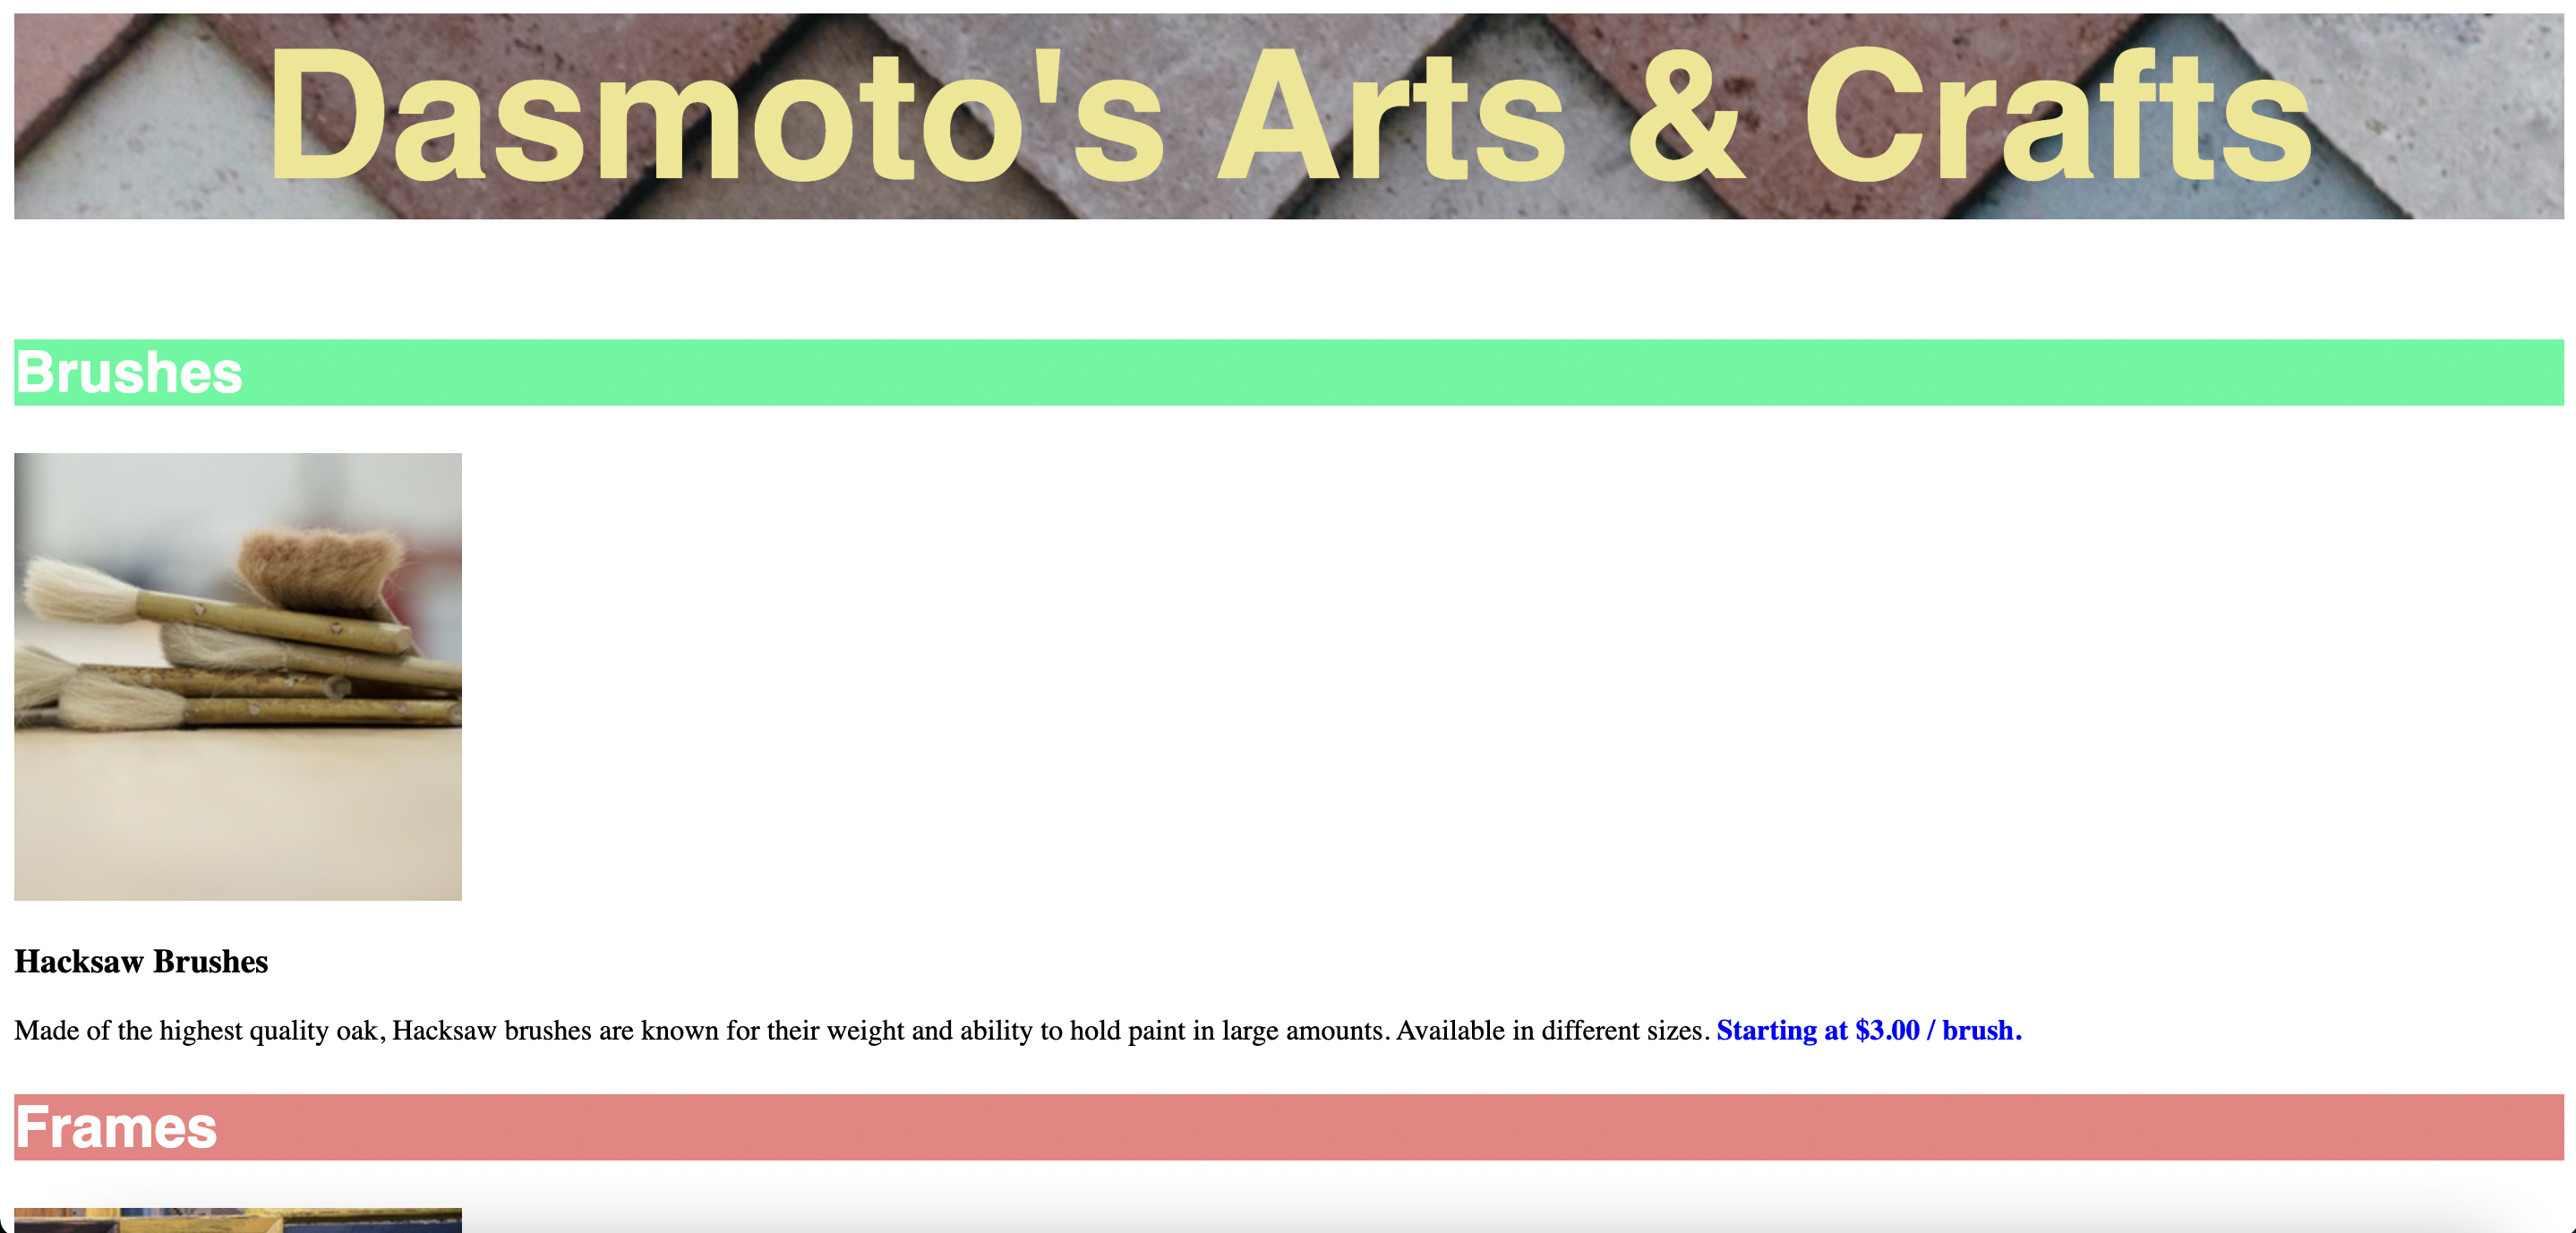 Dasmoto's Arts & Crafts
Brushes
Hacksaw Brushes
Made of the highest quality oak, Hacksaw brushes are known for their weight and ability to hold paint in large amounts. Available in different sizes. Starting at $3.00 / brush.
Frames